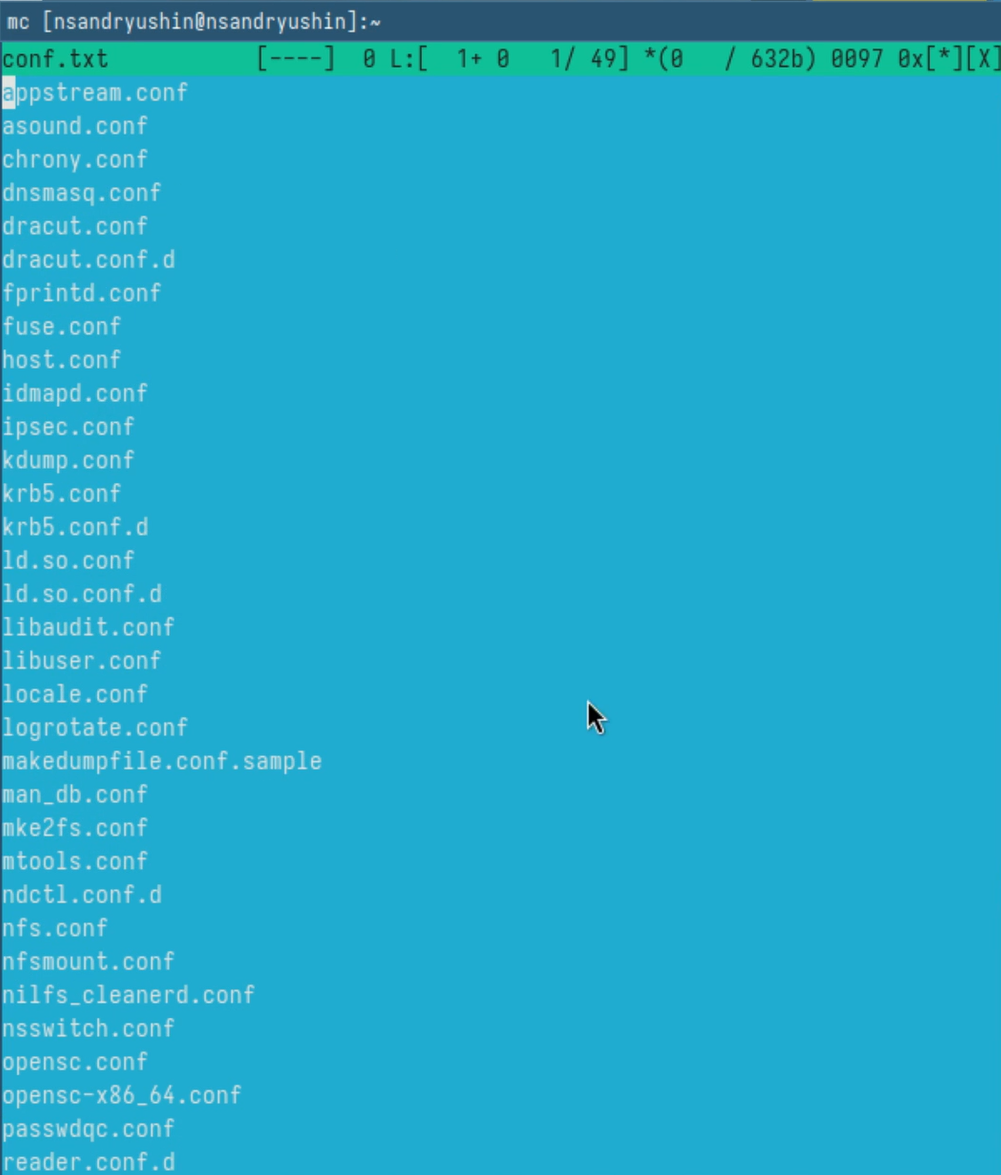 mc [nsandryushin@nsandryushin]:~
conf.txt [----] 0 L:[ 1+ 0 1/ 49] *(0 / 632b) 0097 0x[*][X]
appstream.conf
asound.conf
chrony.conf
dnsmasq.conf
dracut.conf
dracut.conf.d
fprintd.conf
fuse.conf
host.conf
idmapd.conf
ipsec.conf
kdump.conf
krb5.conf
krb5.conf.d
ld.so.conf
ld.so.conf.d
libaudit.conf
libuser.conf
locale.conf
logrotate.conf
makedumpfile.conf.sample
man_db.conf
mke2fs.conf
mtools.conf
ndctl.conf.d
nfs.conf
nfsmount.conf
nilfs_cleanerd.conf
nsswitch.conf
opensc.conf
opensc-x86_64.conf
passwdqc.conf
reader.conf.d